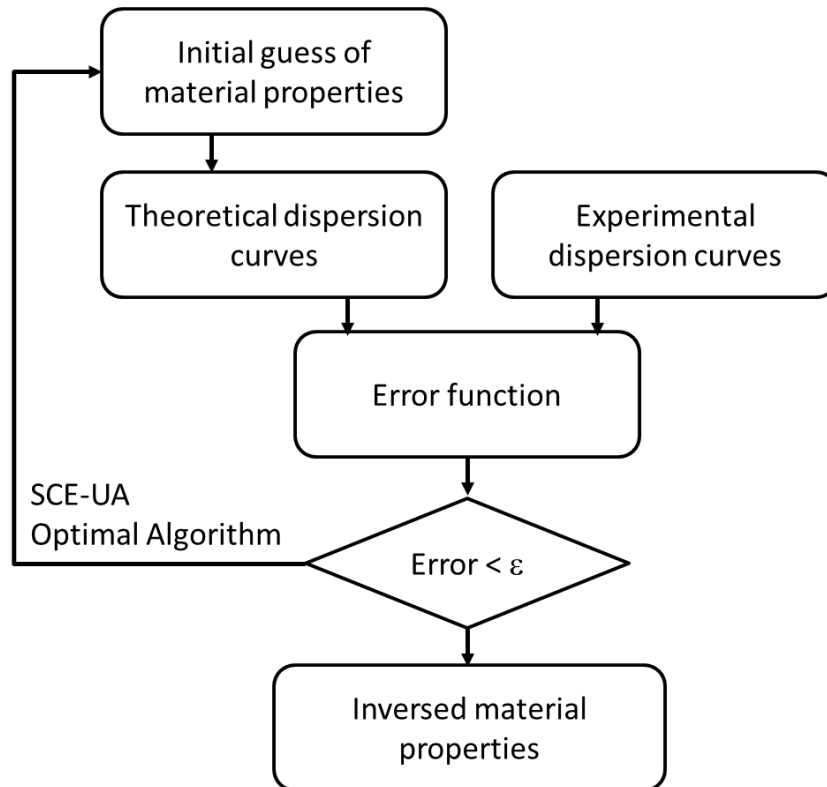 Initial guess of
material properties
Theoretical dispersion
curves
Experimental
dispersion curves
Error function
SCE-UA
Optimal Algorithm
Error < ε
Inversed material
properties